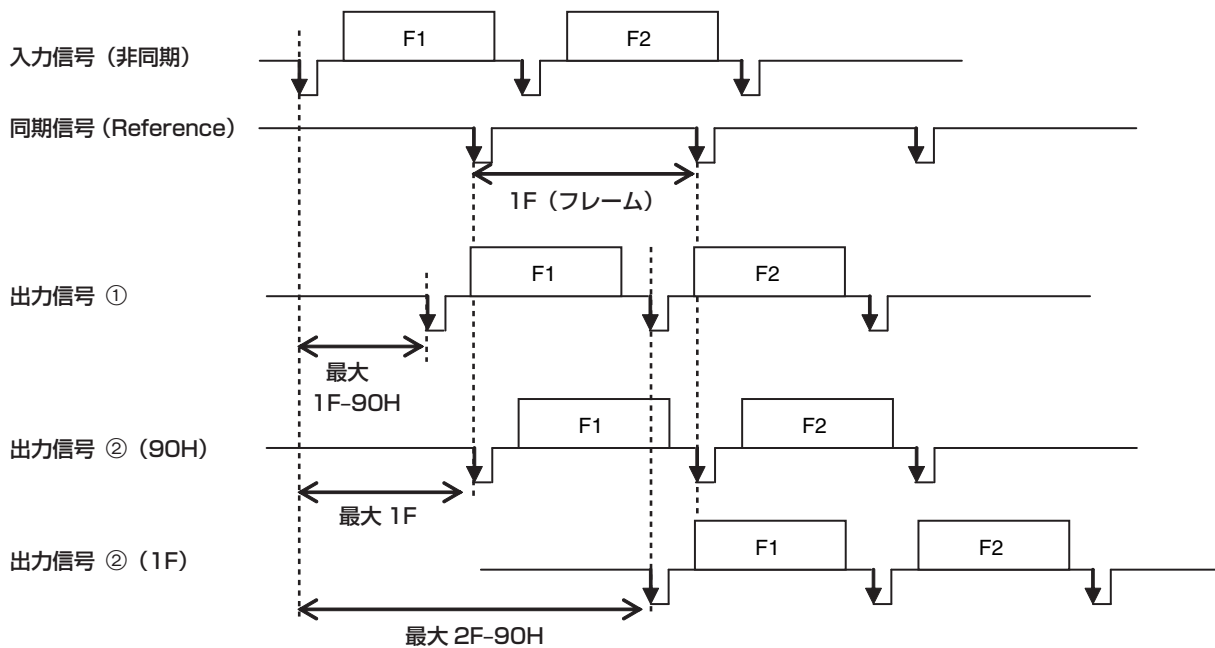 F1
F2
入力信号（非同期）
同期信号（Reference）
1F（フレーム）
F1
F2
出力信号 ①
最大
1F–90H
F1
F2
出力信号 ②（90H）
最大 1F
F1
F2
出力信号 ②（1F）
最大 2F–90H